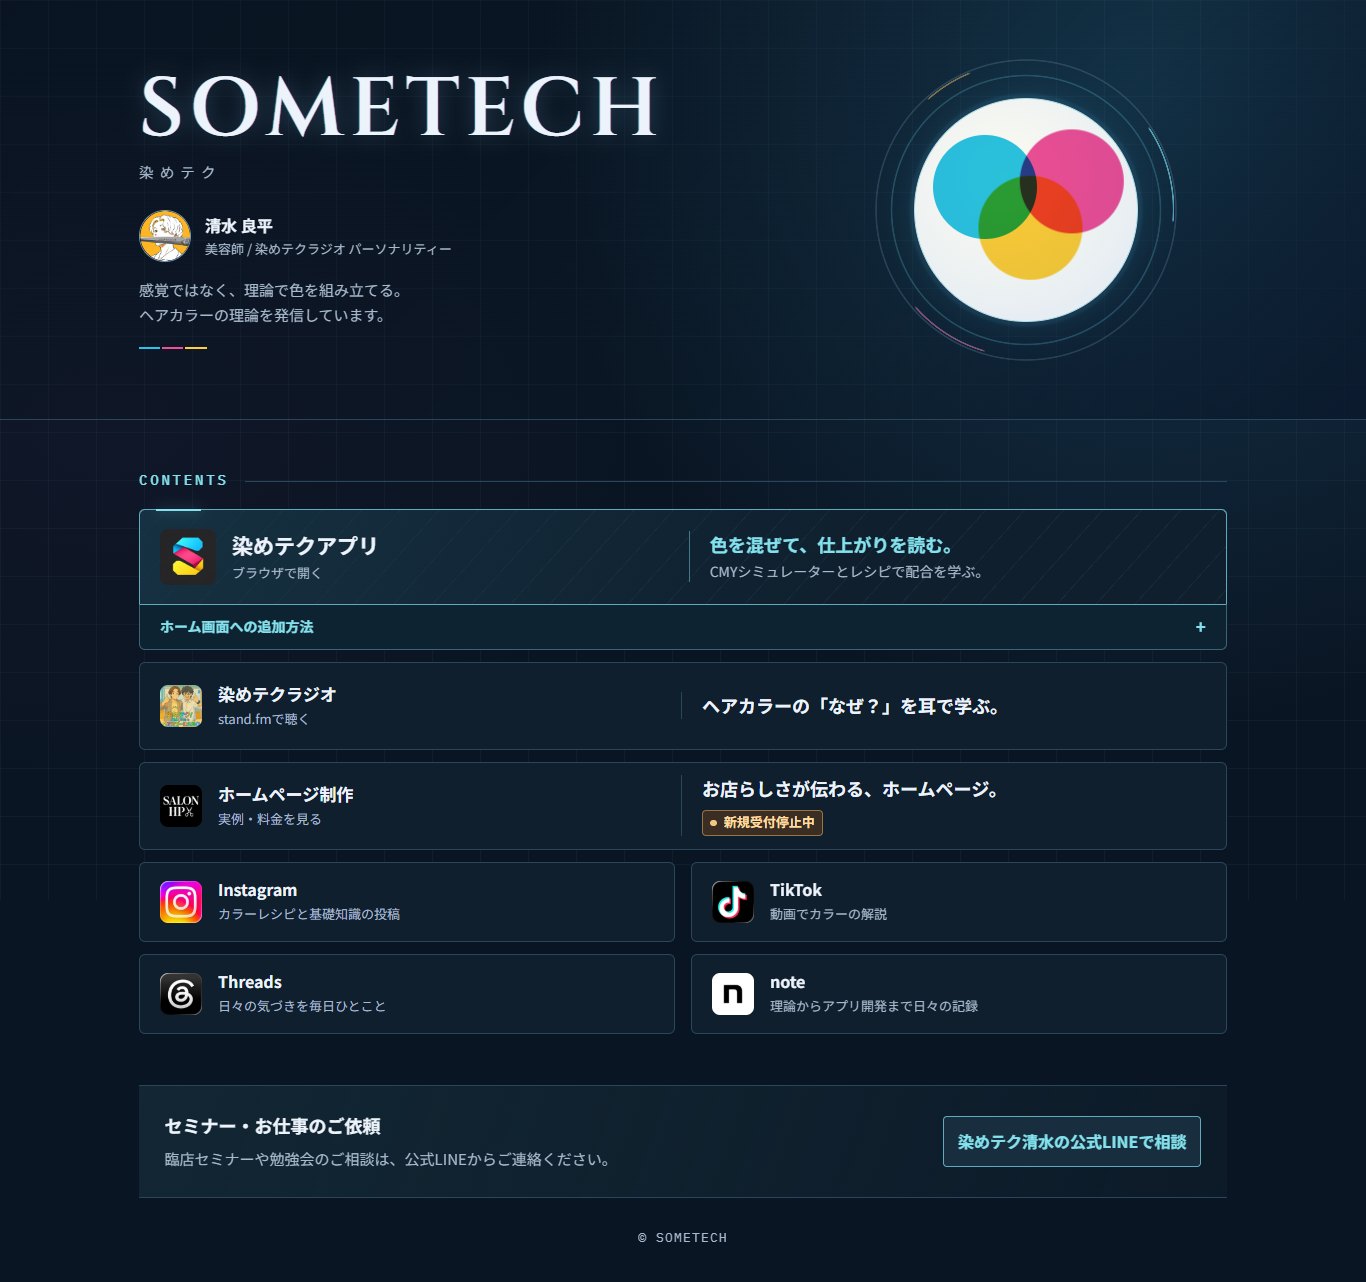 SOMETECH
染めテク
清水 良平
美容師 / 染めテクラジオ パーソナリティー
感覚ではなく、理論で色を組み立てる。
ヘアカラーの理論を発信しています。
CONTENTS
染めテクアプリ
ブラウザで開く
色を混ぜて、仕上がりを読む。
CMYシミュレーターとレシピで配合を学ぶ。
ホーム画面への追加方法
+
染めテクラジオ
stand.fmで聴く
ヘアカラーの「なぜ？」を耳で学ぶ。
SALON
HP
ホームページ制作
実例・料金を見る
お店らしさが伝わる、ホームページ。
新規受付停止中
Instagram
カラーレシピと基礎知識の投稿
TikTok
動画でカラーの解説
Threads
日々の気づきを毎日ひとこと
note
理論からアプリ開発まで日々の記録
セミナー・お仕事のご依頼
臨店セミナーや勉強会のご相談は、公式LINEからご連絡ください。
染めテク清水の公式LINEで相談
© SOMETECH